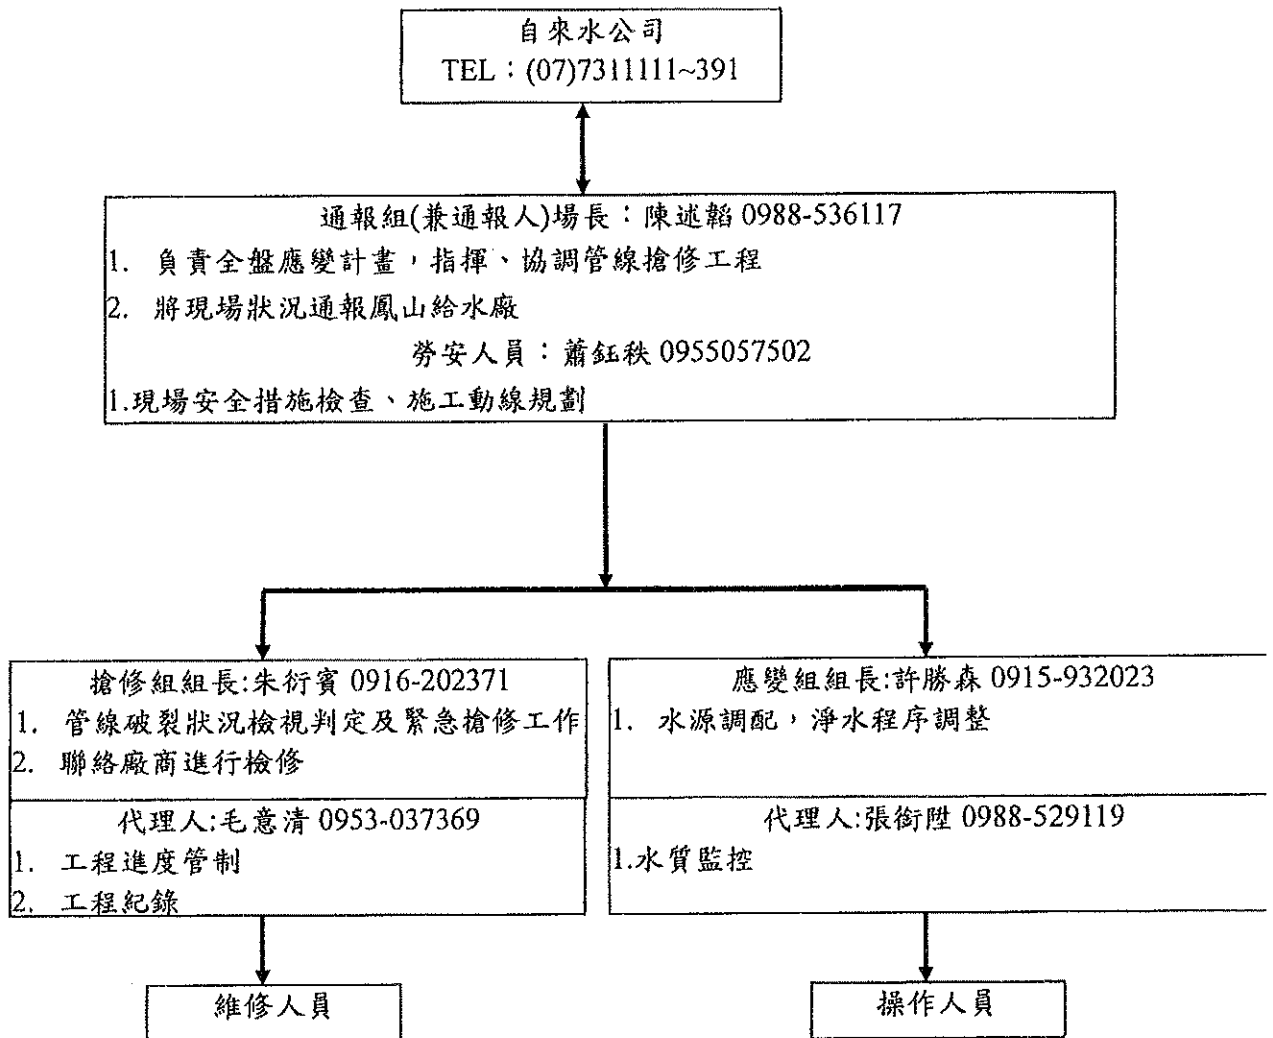 自來水公司
TEL：(07)7311111~391
通報組(兼通報人)場長：陳述韜 0988-536117
1. 負責全盤應變計畫，指揮、協調管線搶修工程
2. 將現場狀況通報鳳山給水廠
勞安人員：蕭鈺秩 0955057502
1.現場安全措施檢查、施工動線規劃
搶修組組長:朱衍賓 0916-202371
1. 管線破裂狀況檢視判定及緊急搶修工作
2. 聯絡廠商進行檢修
代理人:毛意清 0953-037369
1. 工程進度管制
2. 工程紀錄
維修人員
應變組組長:許勝森 0915-932023
1. 水源調配，淨水程序調整
代理人:張銜陞 0988-529119
1.水質監控
操作人員